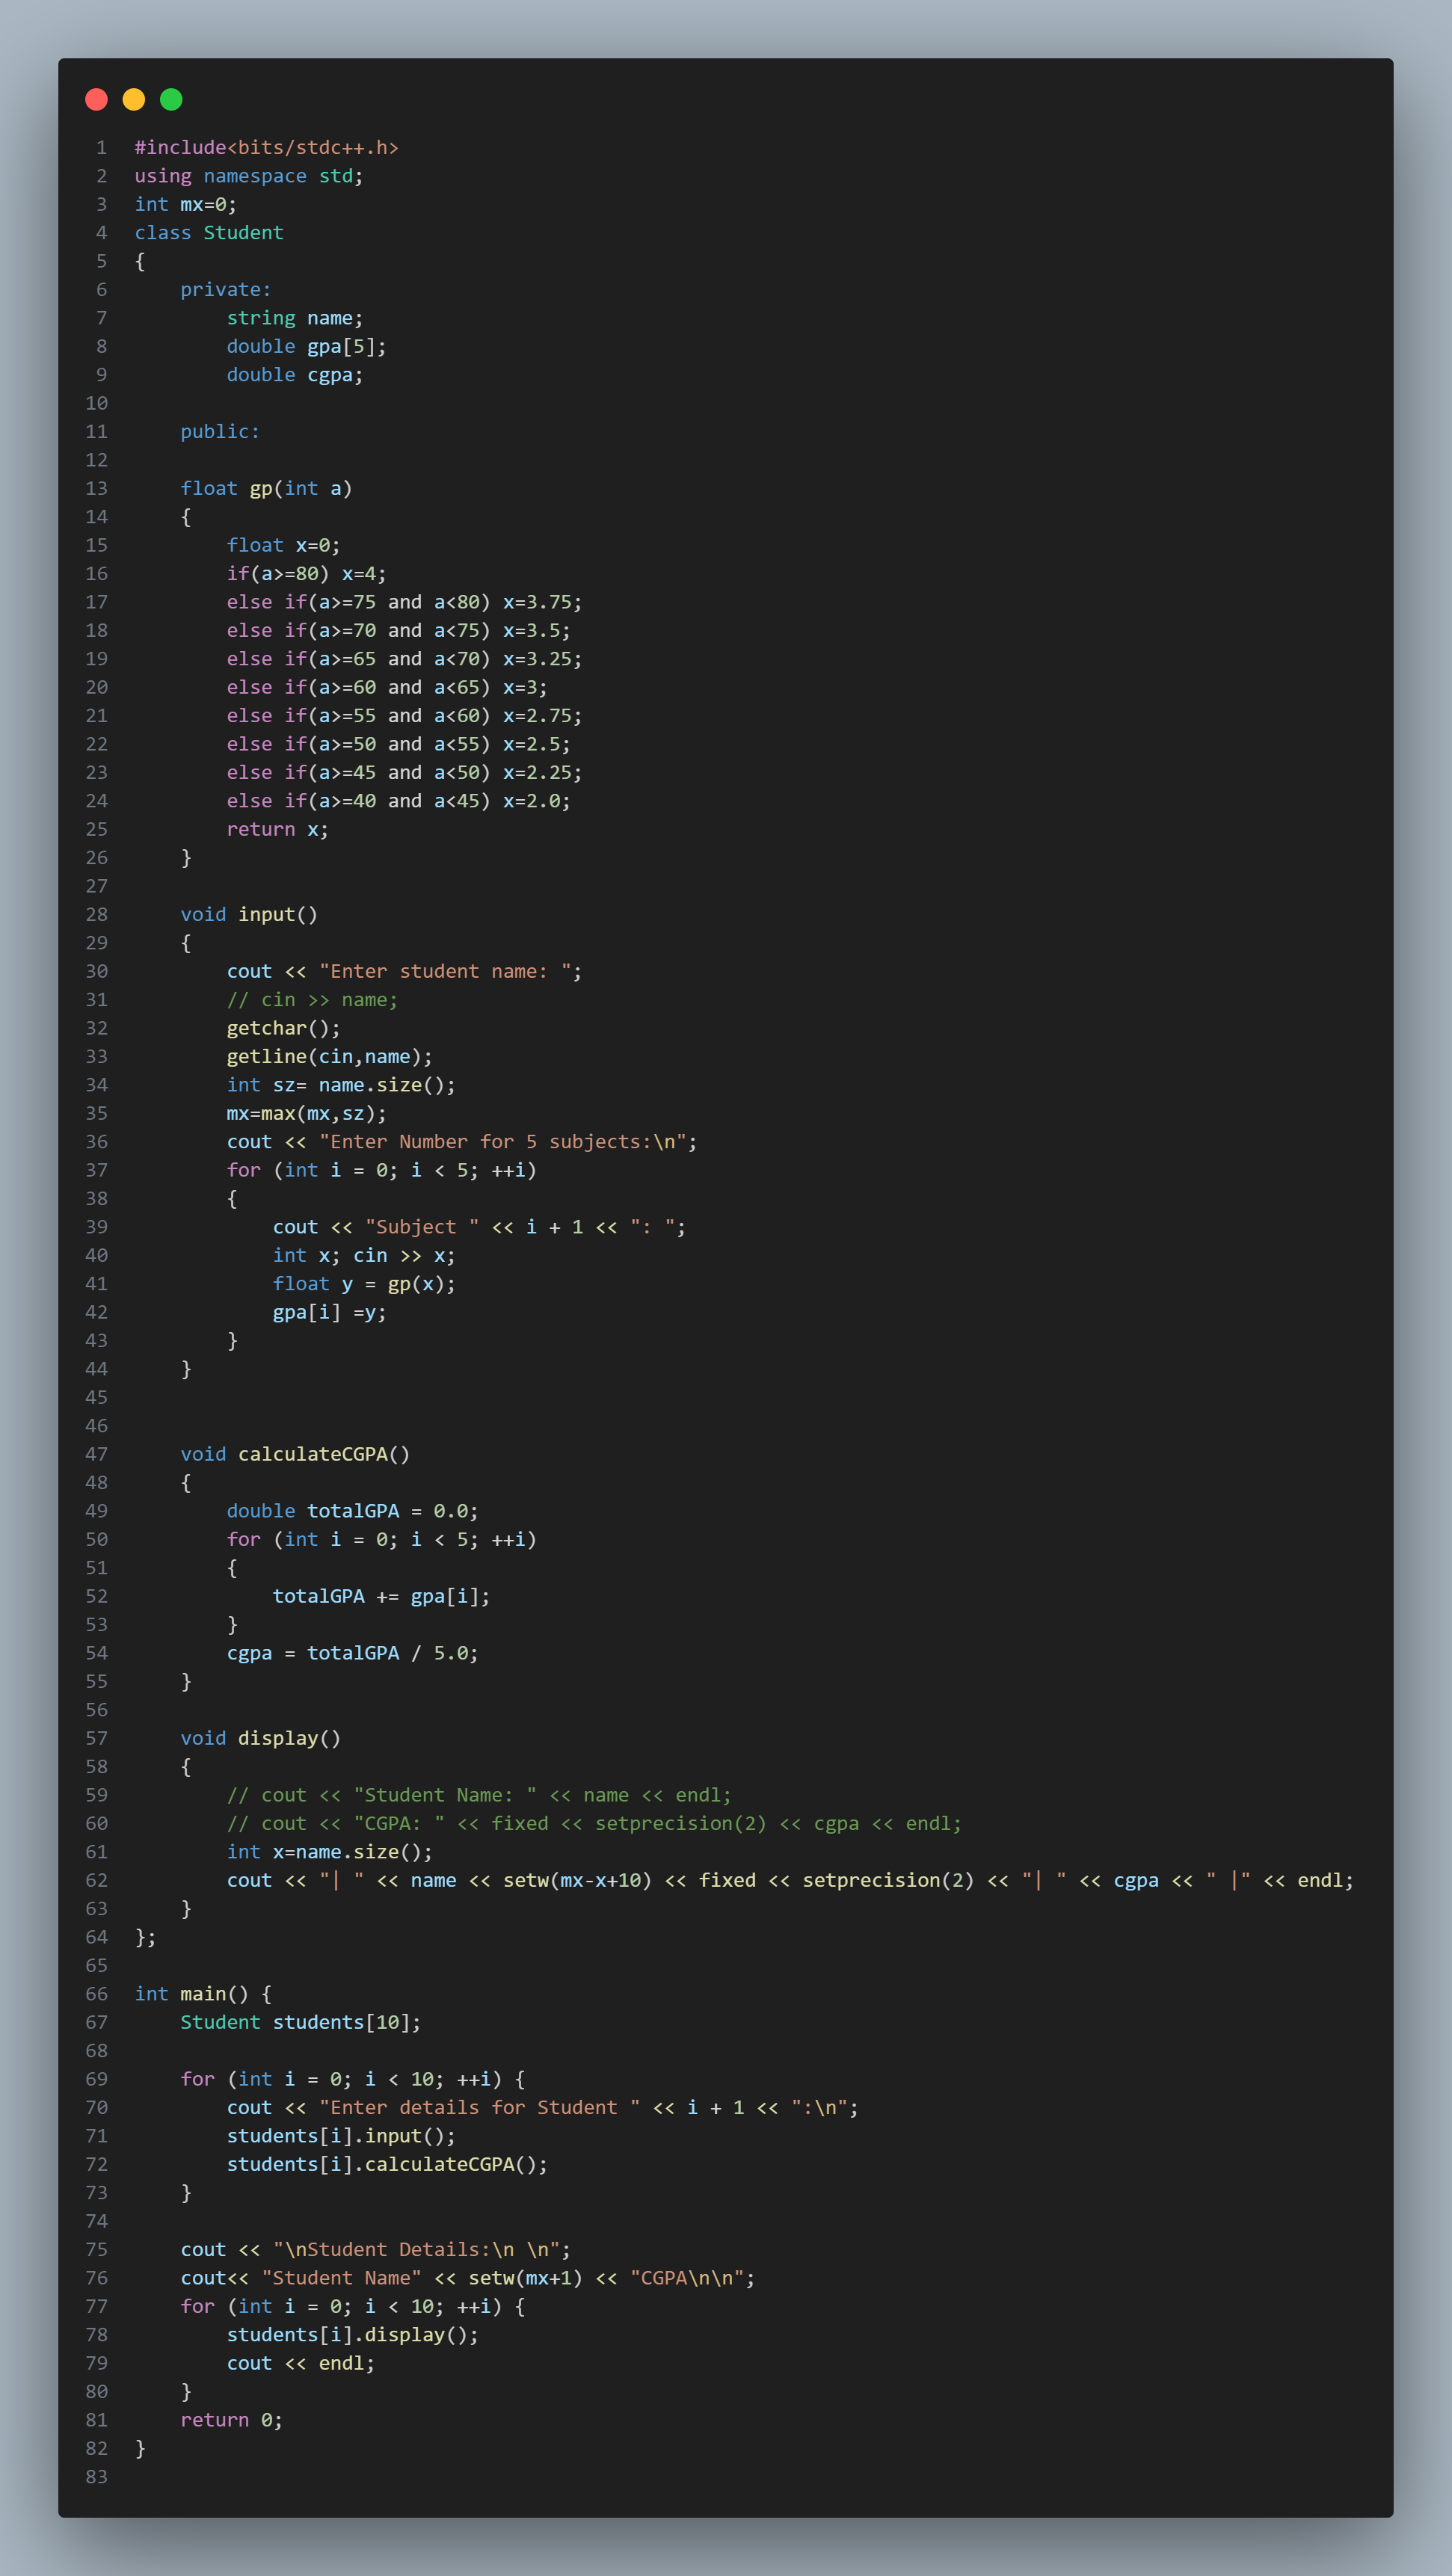 1 #include<bits/stdc++.h>
2 using namespace std;
3 int mx=0;
4 class Student
5 {
6     private:
7         string name;
8         double gpa[5];
9         double cgpa;
10
11     public:
12
13     float gp(int a)
14     {
15         float x=0;
16         if(a>=80) x=4;
17         else if(a>=75 and a<80) x=3.75;
18         else if(a>=70 and a<75) x=3.5;
19         else if(a>=65 and a<70) x=3.25;
20         else if(a>=60 and a<65) x=3;
21         else if(a>=55 and a<60) x=2.75;
22         else if(a>=50 and a<55) x=2.5;
23         else if(a>=45 and a<50) x=2.25;
24         else if(a>=40 and a<45) x=2.0;
25         return x;
26     }
27
28     void input()
29     {
30         cout << "Enter student name: ";
31         // cin >> name;
32         getchar();
33         getline(cin,name);
34         int sz= name.size();
35         mx=max(mx,sz);
36         cout << "Enter Number for 5 subjects:\n";
37         for (int i = 0; i < 5; ++i)
38         {
39             cout << "Subject " << i + 1 << ": ";
40             int x; cin >> x;
41             float y = gp(x);
42             gpa[i] =y;
43         }
44     }
45
46
47     void calculateCGPA()
48     {
49         double totalGPA = 0.0;
50         for (int i = 0; i < 5; ++i)
51         {
52             totalGPA += gpa[i];
53         }
54         cgpa = totalGPA / 5.0;
55     }
56
57     void display()
58     {
59         // cout << "Student Name: " << name << endl;
60         // cout << "CGPA: " << fixed << setprecision(2) << cgpa << endl;
61         int x=name.size();
62         cout << "| " << name << setw(mx-x+10) << fixed << setprecision(2) << "| " << cgpa << " |" << endl;
63     }
64 };
65
66 int main() {
67     Student students[10];
68
69     for (int i = 0; i < 10; ++i) {
70         cout << "Enter details for Student " << i + 1 << ":\n";
71         students[i].input();
72         students[i].calculateCGPA();
73     }
74
75     cout << "\nStudent Details:\n \n";
76     cout<< "Student Name" << setw(mx+1) << "CGPA\n\n";
77     for (int i = 0; i < 10; ++i) {
78         students[i].display();
79         cout << endl;
80     }
81     return 0;
82 }
83